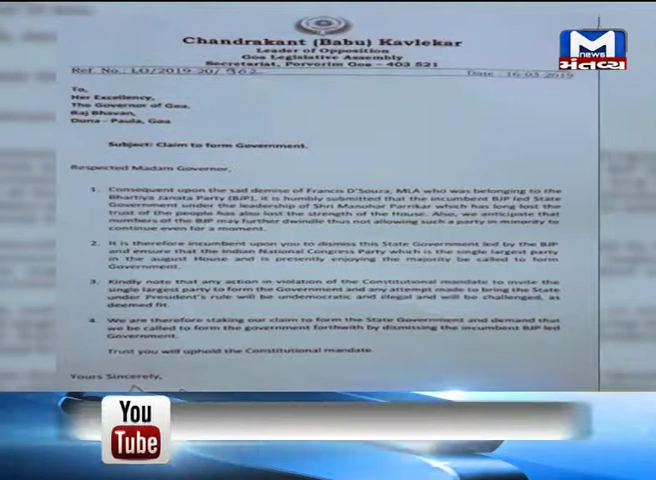 Chandrakant (Babu) Kavlekar
Leader of Opposition
Goa Legislative Assembly
Secretariat, Porvorim Goa - 403 521
Ref. No.: LO/2019-20/ Date: 16-03-2019
To,
Her Excellency,
The Governor of Goa,
Raj Bhavan,
Dona - Paula, Goa
Subject: Claim to form Government.
Respected Madam Governor,
1. Consequent upon the sad demise of Francis D'Souza, MLA who was belonging to the
Bhartiya Janata Party (BJP), it is humbly submitted that the incumbent BJP led State
Government under the leadership of Shri Manohar Parrikar which has long lost the
trust of the people has also lost the strength of the House. Also, we anticipate that
numbers of the BJP may further dwindle thus not allowing such a party in minority to
continue even for a moment.
2. It is therefore incumbent upon you to dismiss this State Government led by the BJP
and ensure that the Indian National Congress Party which is the single largest party
in the august House and is presently enjoying the majority be called to form
Government.
3. Kindly note that any action in violation of the Constitutional mandate to invite the
single largest party to form the Government and any attempt made to bring the State
under President's rule will be undemocratic and illegal and will be challenged, as
deemed fit.
4. We are therefore staking our claim to form the State Government and demand that
we be called to form the government forthwith by dismissing the incumbent BJP led
Government.
Trust you will uphold the Constitutional mandate.
Yours Sincerely,
M
news
મંતવ્ય
You
Tube